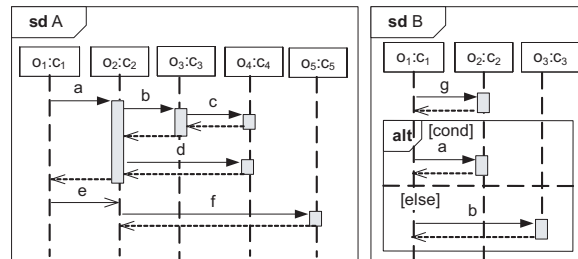 sd A
o1:c1 o2:c2 o3:c3 o4:c4 o5:c5
a
b
c
d
e
f
sd B
o1:c1 o2:c2 o3:c3
g
alt [cond]
a
[else]
b